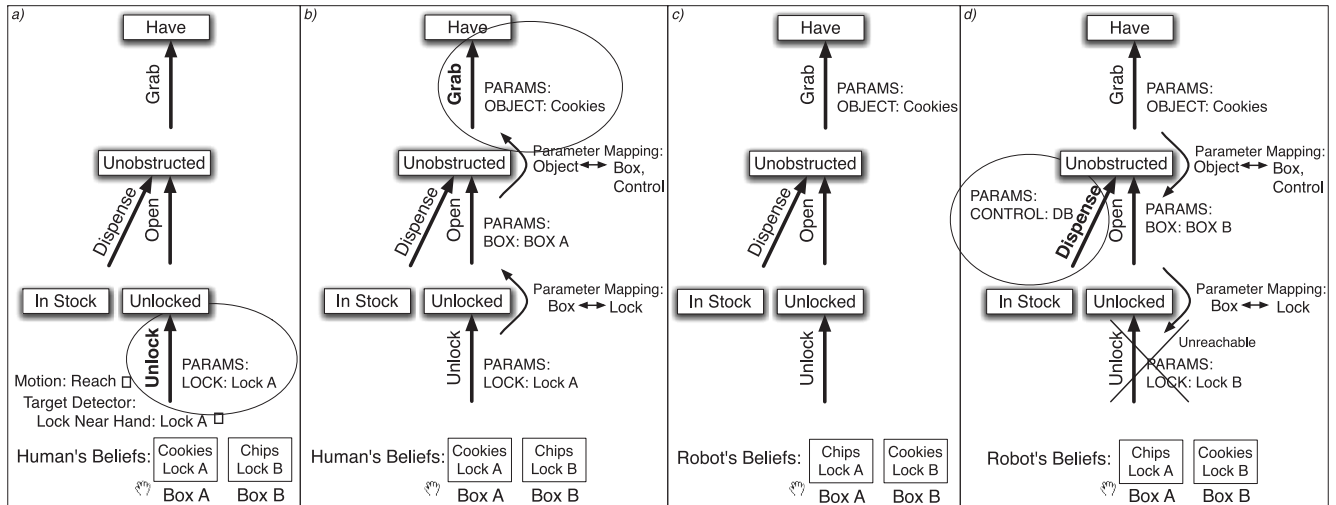 a)
Have
Grab
Unobstructed
Dispense
Open
In Stock
Unlocked
Unlock
PARAMS:
LOCK: Lock A
Motion: Reach
Target Detector:
Lock Near Hand: Lock A
Human's Beliefs:
Cookies
Lock A
Box A
Chips
Lock B
Box B
b)
Have
Grab
PARAMS:
OBJECT: Cookies
Unobstructed
Parameter Mapping:
Object
Box,
Control
Dispense
Open
PARAMS:
BOX: BOX A
In Stock
Unlocked
Parameter Mapping:
Box
Lock
Unlock
PARAMS:
LOCK: Lock A
Human's Beliefs:
Cookies
Lock A
Box A
Chips
Lock B
Box B
c)
Have
Grab
PARAMS:
OBJECT: Cookies
Unobstructed
Dispense
Open
In Stock
Unlocked
Unlock
Robot's Beliefs:
Chips
Lock A
Box A
Cookies
Lock B
Box B
d)
Have
Grab
PARAMS:
OBJECT: Cookies
Unobstructed
Parameter Mapping:
Object
Box,
Control
PARAMS:
CONTROL: DB
Dispense
Open
PARAMS:
BOX: BOX B
In Stock
Unlocked
Parameter Mapping:
Box
Lock
Unreachable
Unlock
PARAMS:
LOCK: Lock B
Robot's Beliefs:
Chips
Lock A
Box A
Cookies
Lock B
Box B